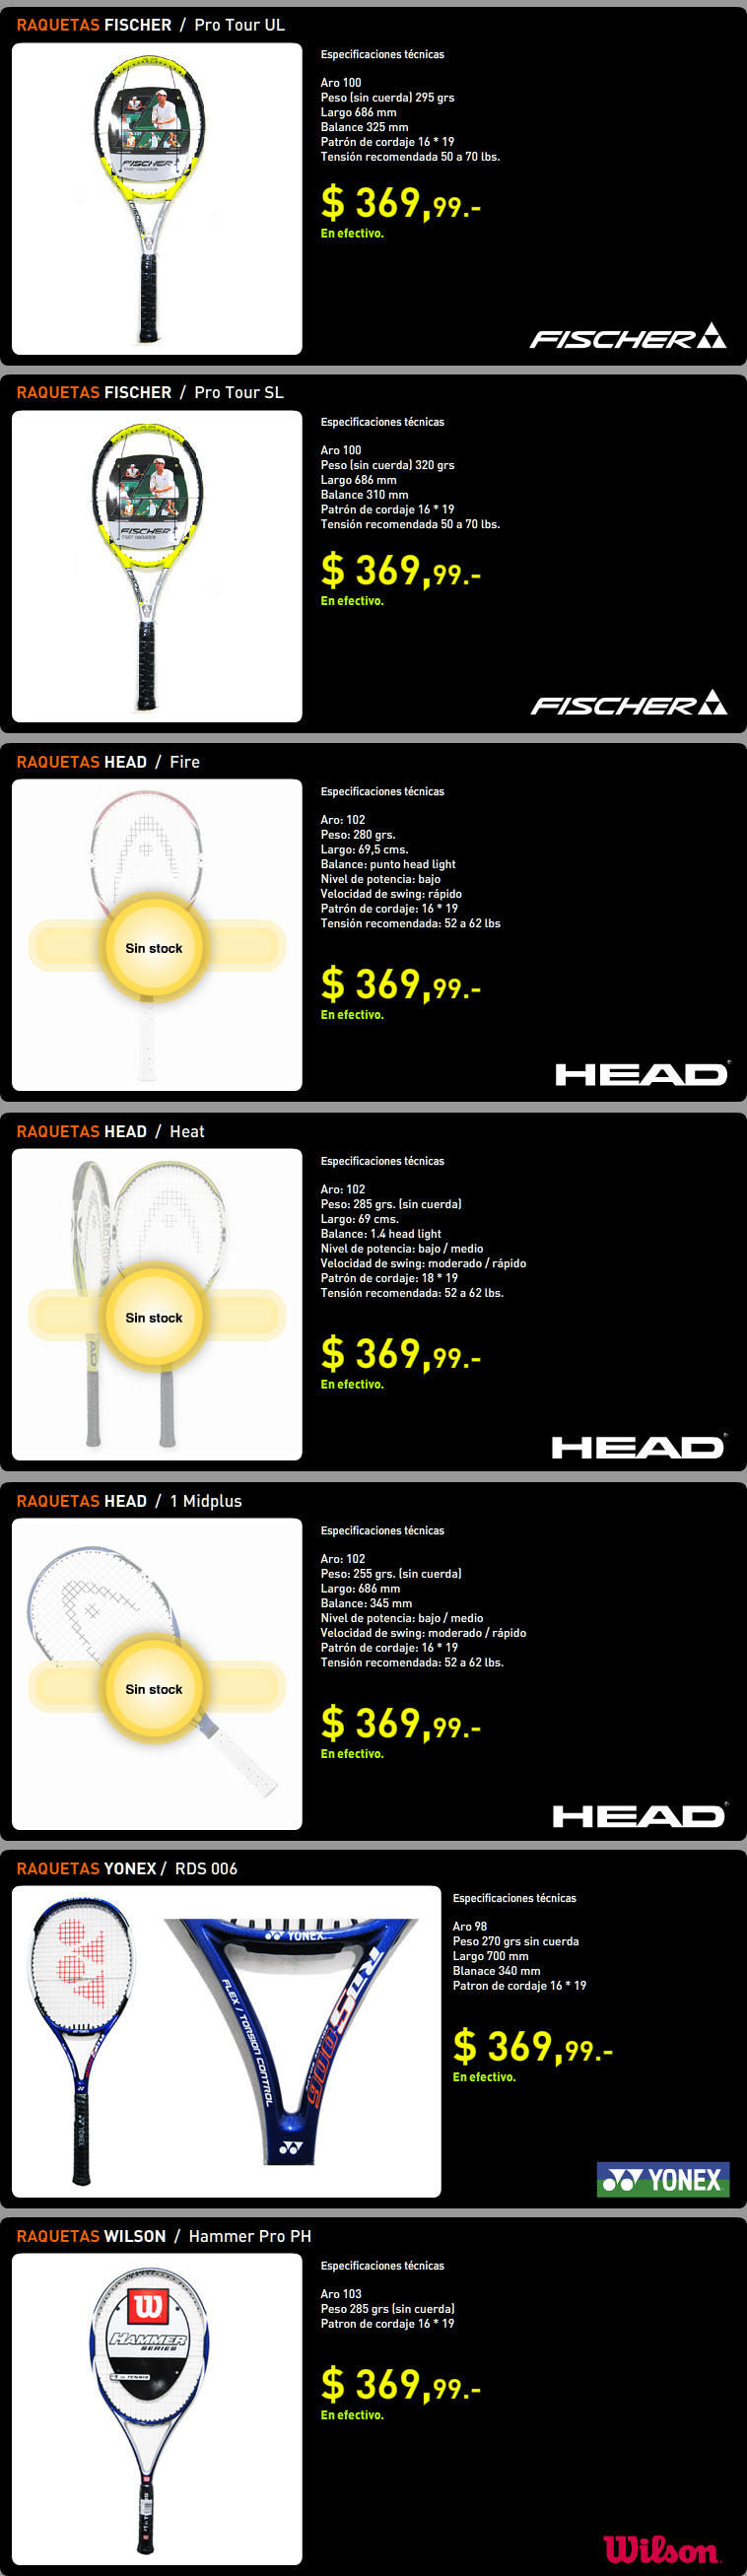 RAQUETAS FISCHER / Pro Tour UL
Especificaciones técnicas
Aro 100
Peso (sin cuerda) 295 grs
Largo 686 mm
Balance 325 mm
Patrón de cordaje 16 * 19
Tensión recomendada 50 a 70 lbs.
$ 369,99.-
En efectivo.
FISCHER
FISCHER
FISCHER
RAQUETAS FISCHER / Pro Tour SL
Especificaciones técnicas
Aro 100
Peso (sin cuerda) 320 grs
Largo 686 mm
Balance 310 mm
Patrón de cordaje 16 * 19
Tensión recomendada 50 a 70 lbs.
$ 369,99.-
En efectivo.
FISCHER
FISCHER
FISCHER
RAQUETAS HEAD / Fire
Especificaciones técnicas
Aro: 102
Peso: 280 grs.
Largo: 69,5 cms.
Balance: punto head light
Nivel de potencia: bajo
Velocidad de swing: rápido
Patrón de cordaje: 16 * 19
Tensión recomendada: 52 a 62 lbs
Sin stock
$ 369,99.-
En efectivo.
HEAD
RAQUETAS HEAD / Heat
Especificaciones técnicas
Aro: 102
Peso: 285 grs. (sin cuerda)
Largo: 69 cms.
Balance: 1.4 head light
Nivel de potencia: bajo / medio
Velocidad de swing: moderado / rápido
Patrón de cordaje: 18 * 19
Tensión recomendada: 52 a 62 lbs.
Sin stock
$ 369,99.-
En efectivo.
HEAD
RAQUETAS HEAD / 1 Midplus
Especificaciones técnicas
Aro: 102
Peso: 255 grs. (sin cuerda)
Largo: 686 mm
Balance: 345 mm
Nivel de potencia: bajo / medio
Velocidad de swing: moderado / rápido
Patrón de cordaje: 16 * 19
Tensión recomendada: 52 a 62 lbs.
Sin stock
$ 369,99.-
En efectivo.
HEAD
RAQUETAS YONEX / RDS 006
Especificaciones técnicas
Aro 98
Peso 270 grs sin cuerda
Largo 700 mm
Blanace 340 mm
Patron de cordaje 16 * 19
YONEX
FLEX / TORSION CONTROL
RDS 006
$ 369,99.-
En efectivo.
YONEX
RAQUETAS WILSON / Hammer Pro PH
Especificaciones técnicas
Aro 103
Peso 285 grs (sin cuerda)
Patron de cordaje 16 * 19
W
HAMMER
SERIES
$ 369,99.-
En efectivo.
Wilson